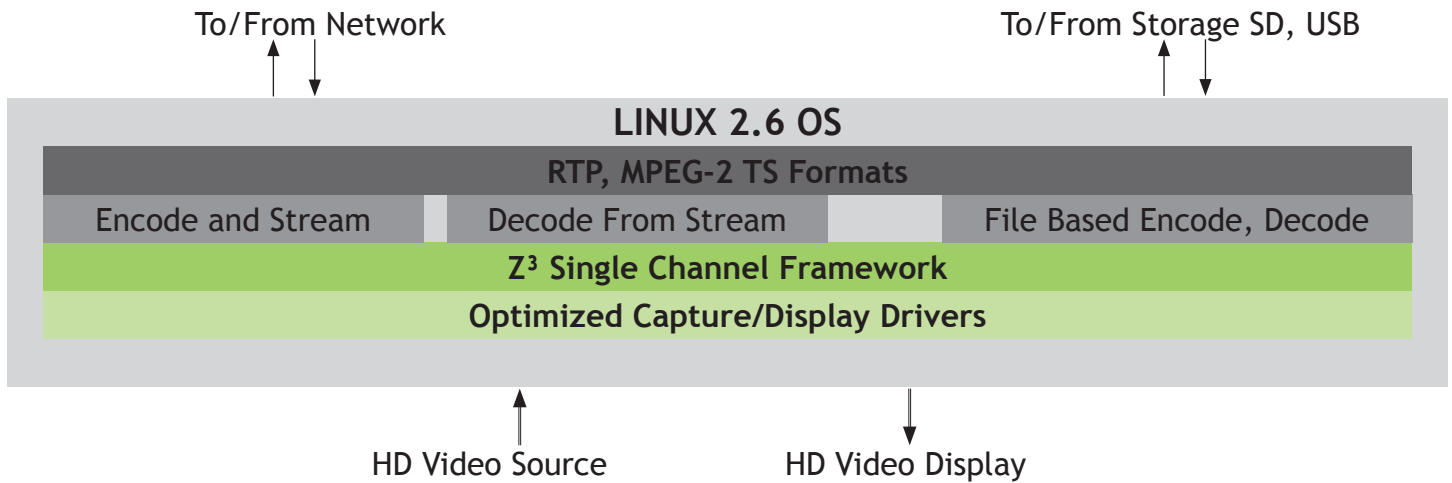 To/From Network
To/From Storage SD, USB
LINUX 2.6 OS
RTP, MPEG-2 TS Formats
Encode and Stream
Decode From Stream
File Based Encode, Decode
Z³ Single Channel Framework
Optimized Capture/Display Drivers
HD Video Source
HD Video Display